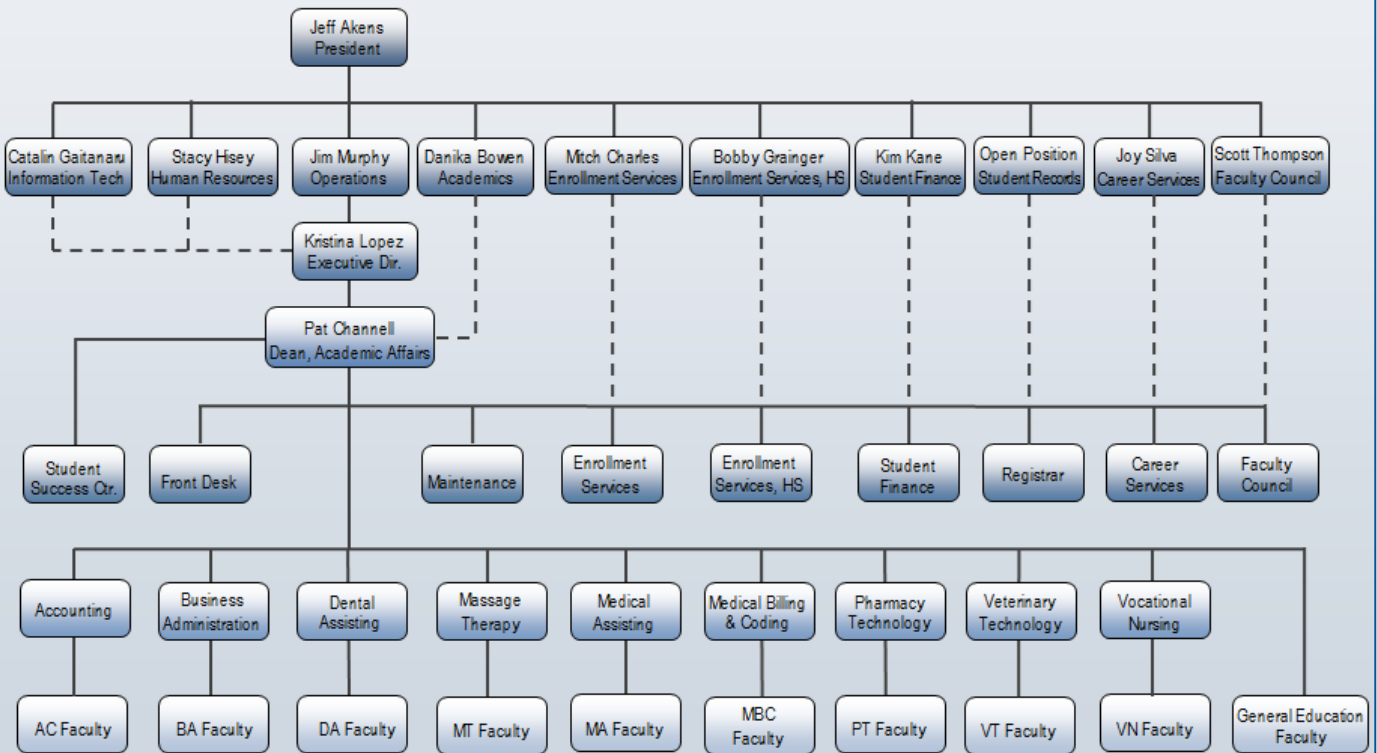 Jeff Akens
President
Catalin Gaitanaru
Information Tech
Stacy Hisey
Human Resources
Jim Murphy
Operations
Danika Bowen
Academics
Mitch Charles
Enrollment Services
Bobby Grainger
Enrollment Services, HS
Kim Kane
Student Finance
Open Position
Student Records
Joy Silva
Career Services
Scott Thompson
Faculty Council
Kristina Lopez
Executive Dir.
Pat Channell
Dean, Academic Affairs
Student
Success Ctr.
Front Desk
Maintenance
Enrollment
Services
Enrollment
Services, HS
Student
Finance
Registrar
Career
Services
Faculty
Council
Accounting
Business
Administration
Dental
Assisting
Massage
Therapy
Medical
Assisting
Medical Billing
& Coding
Pharmacy
Technology
Veterinary
Technology
Vocational
Nursing
AC Faculty
BA Faculty
DA Faculty
MT Faculty
MA Faculty
MBC
Faculty
PT Faculty
VT Faculty
VN Faculty
General Education
Faculty